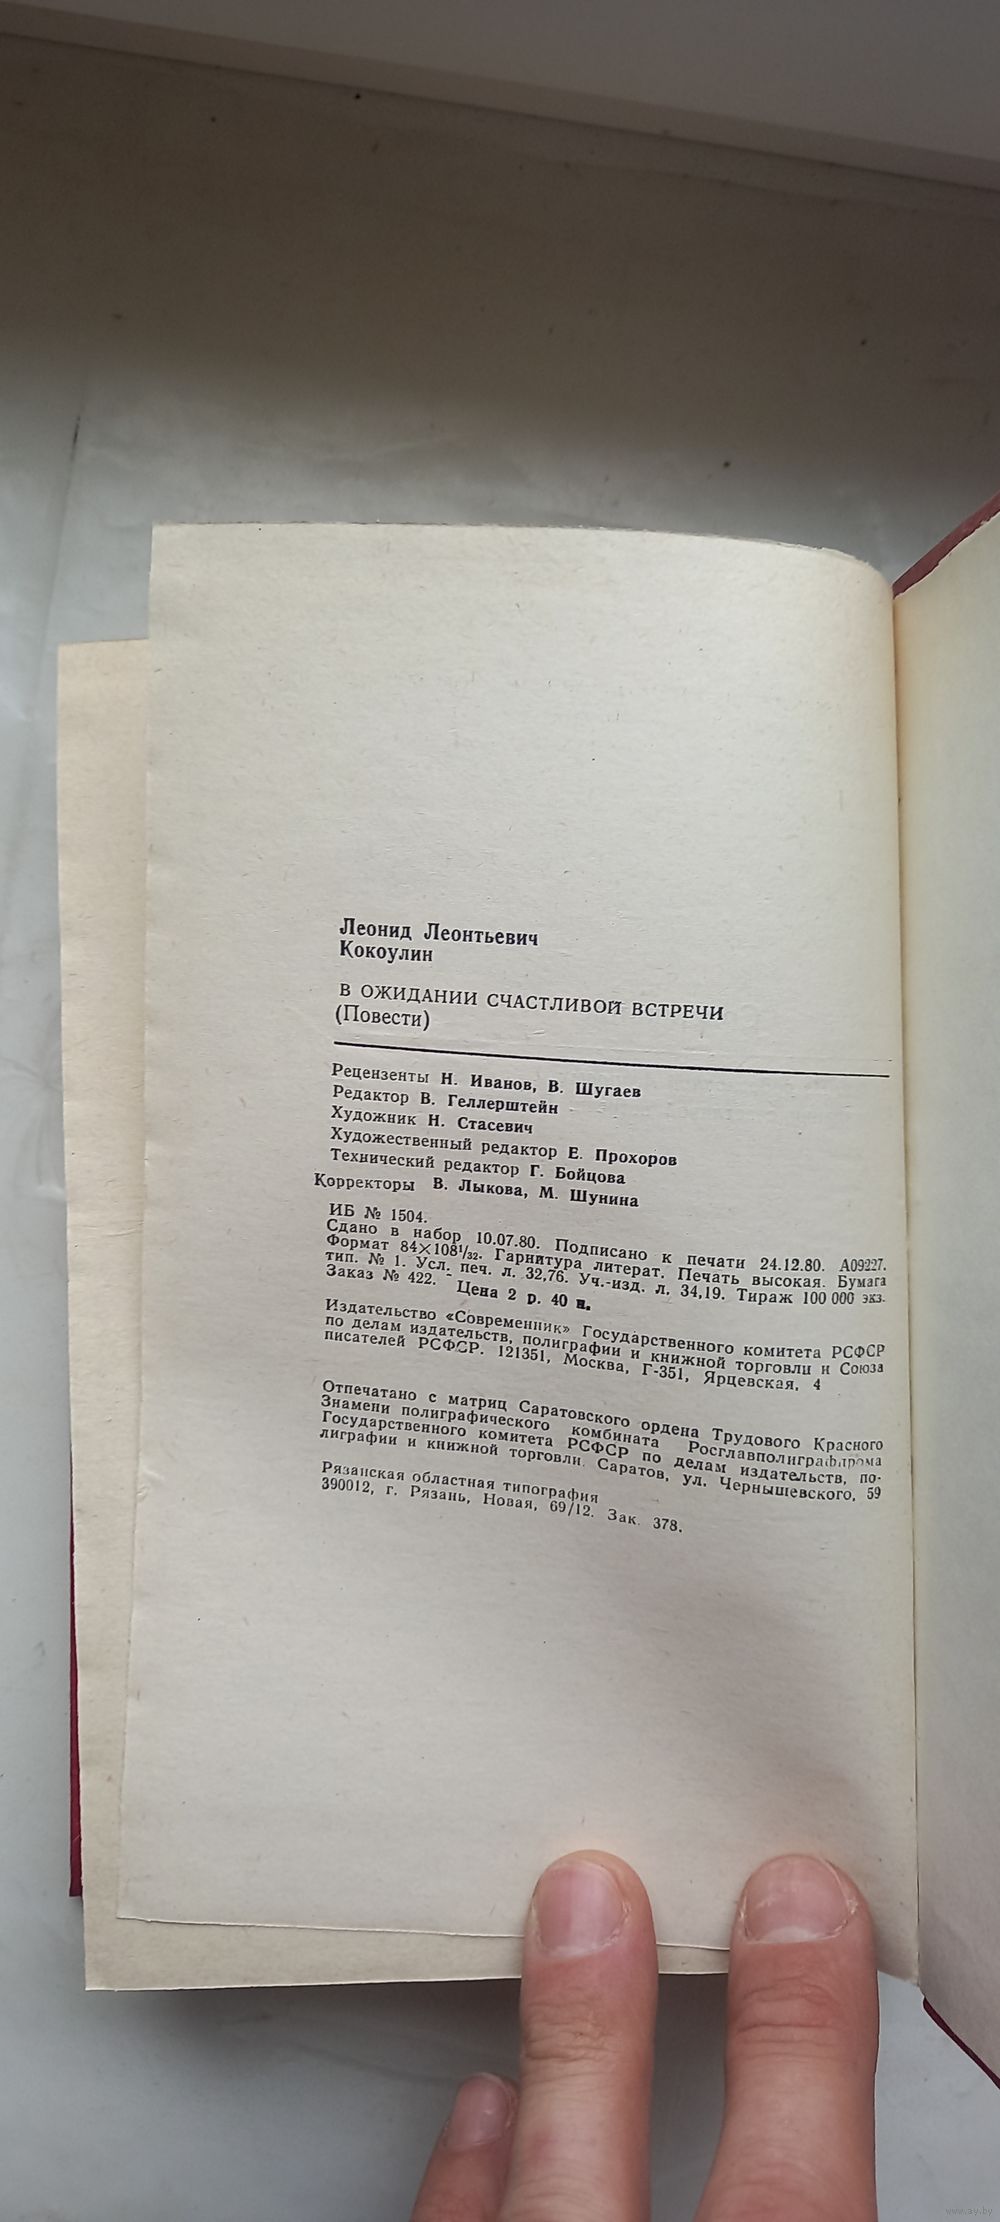 Леонид Леонтьевич
Кокоулин
В ОЖИДАНИИ СЧАСТЛИВОЙ ВСТРЕЧИ
(Повести)
Рецензенты Н. Иванов, В. Шугаев
Редактор В. Геллерштейн
Художник Н. Стасевич
Художественный редактор Е. Прохоров
Технический редактор Г. Бойцова
Корректоры В. Лыкова, М. Шунина
ИБ № 1504.
Сдано в набор 10.07.80. Подписано к печати 24.12.80. А09227.
Формат 84×108¹/₃₂. Гарнитура литерат. Печать высокая. Бумага
тип. № 1. Усл. печ. л. 32,76. Уч.-изд. л. 34,19. Тираж 100 000 экз.
Заказ № 422. Цена 2 р. 40 к.
Издательство «Современник» Государственного комитета РСФСР
по делам издательств, полиграфии и книжной торговли и Союза
писателей РСФСР. 121351, Москва, Г-351, Ярцевская, 4
Отпечатано с матриц Саратовского ордена Трудового Красного
Знамени полиграфического комбината Росглавполиграфпрома
Государственного комитета РСФСР по делам издательств, по-
лиграфии и книжной торговли. Саратов, ул. Чернышевского, 59
Рязанская областная типография
390012, г. Рязань, Новая, 69/12. Зак. 378.
www.ay.by